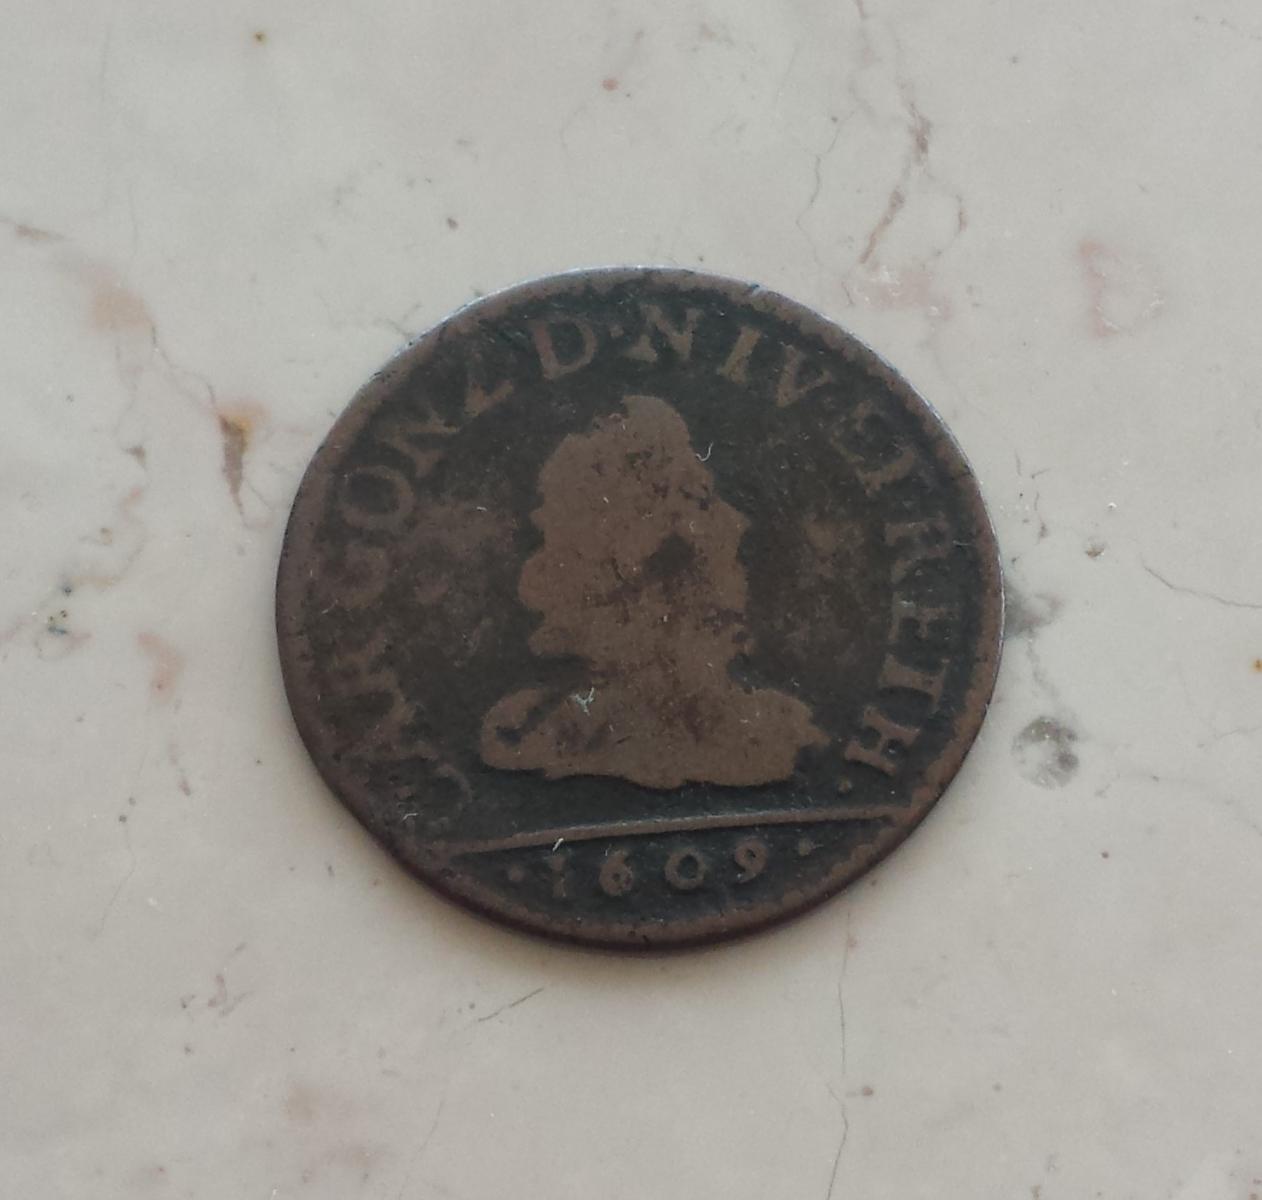 CAR GONZ D·NIV·ET·RETH·
·1609·